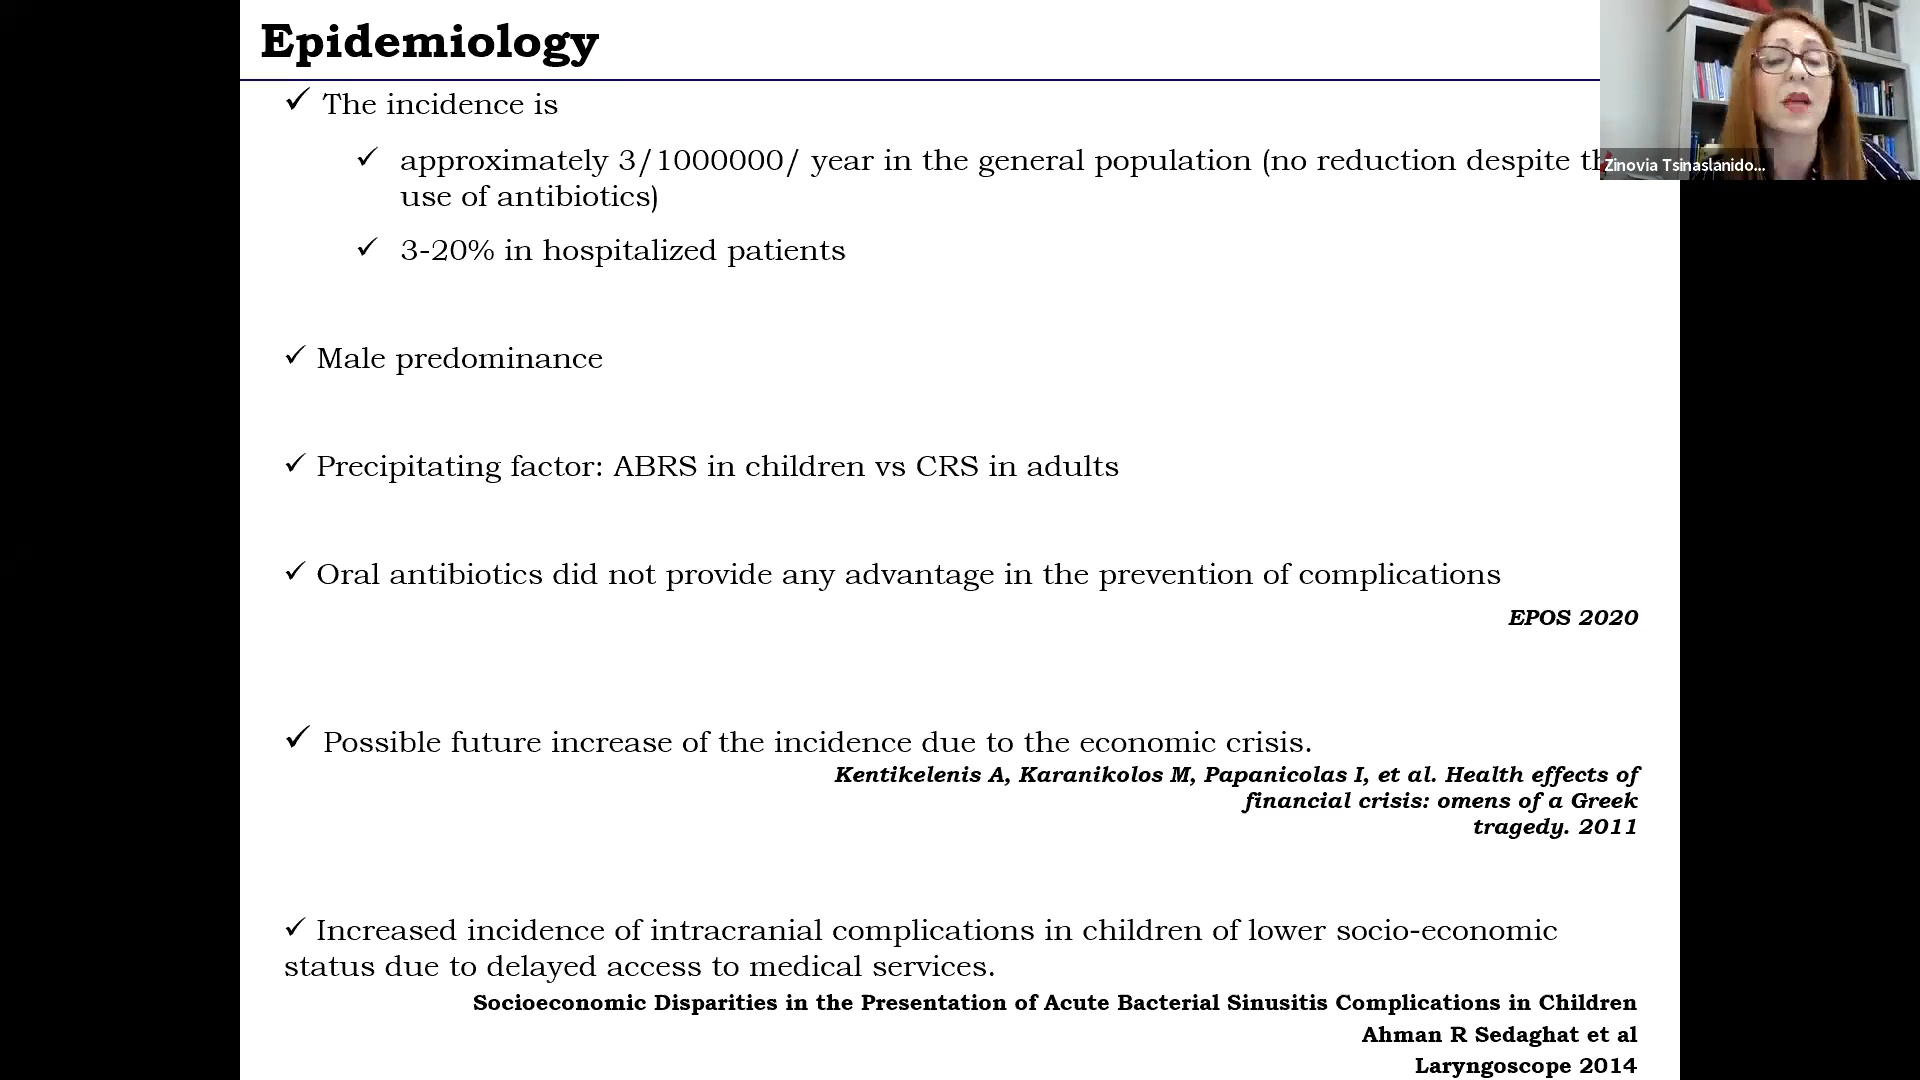 Epidemiology
✓ The incidence is
✓ approximately 3/1000000/ year in the general population (no reduction despite
use of antibiotics)
✓ 3-20% in hospitalized patients
✓ Male predominance
✓ Precipitating factor: ABRS in children vs CRS in adults
✓ Oral antibiotics did not provide any advantage in the prevention of complications
EPOS 2020
✓ Possible future increase of the incidence due to the economic crisis.
Kentikelenis A, Karanikolos M, Papanicolas I, et al. Health effects of
financial crisis: omens of a Greek
tragedy. 2011
✓ Increased incidence of intracranial complications in children of lower socio-economic
status due to delayed access to medical services.
Socioeconomic Disparities in the Presentation of Acute Bacterial Sinusitis Complications in Children
Ahman R Sedaghat et al
Laryngoscope 2014
Zinovia Tsinaslanido...